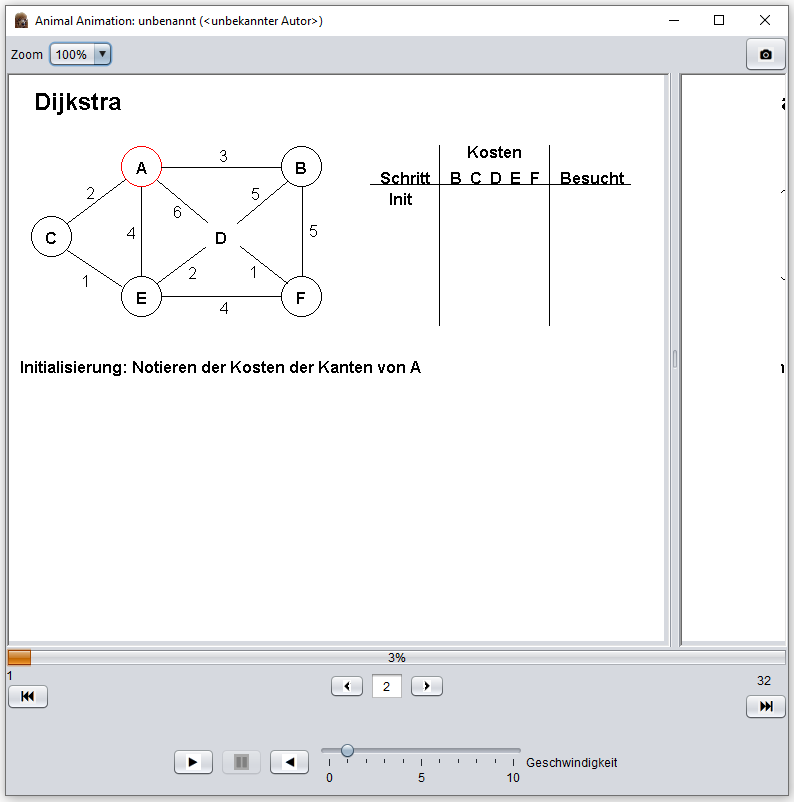 Animal Animation: unbenannt (<unbekannter Autor>)
Zoom 100%
Dijkstra
A 3 B
2 6 5
C 4 D 5
1 2 1
E 4 F
Kosten
Schritt B C D E F Besucht
Init
Initialisierung: Notieren der Kosten der Kanten von A
3%
1 2 32
0 5 10 Geschwindigkeit